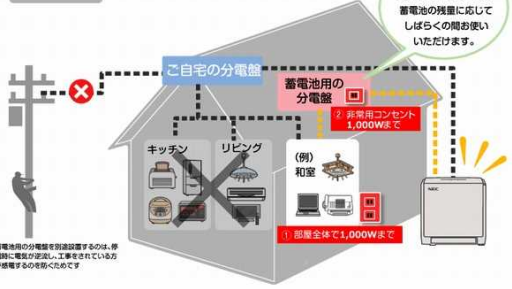 蓄電池の残量に応じて
しばらくの間お使い
いただけます。
ご自宅の分電盤
蓄電池用の
分電盤
② 非常用コンセント
1,000Wまで
キッチン
リビング
(例)
和室
① 部屋全体で1,000Wまで
NEC
電池用の分電盤を別途設置するのは、停
時に電気が逆流し、工事をされている方
感電するのを防ぐためです